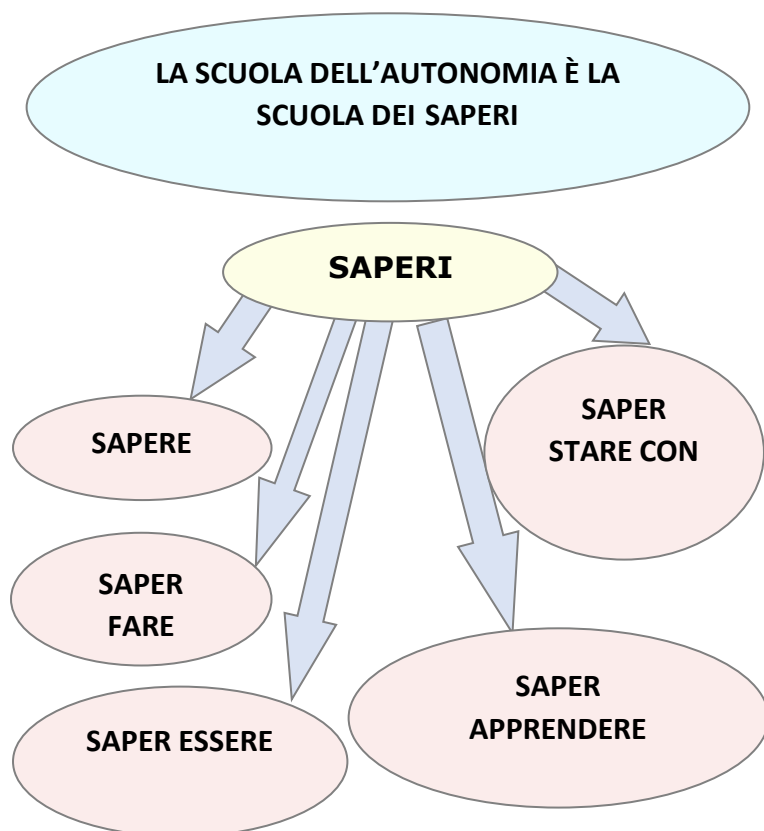 LA SCUOLA DELL’AUTONOMIA È LA
SCUOLA DEI SAPERI
SAPERI
SAPERE
SAPER
STARE CON
SAPER
FARE
SAPER ESSERE
SAPER
APPRENDERE